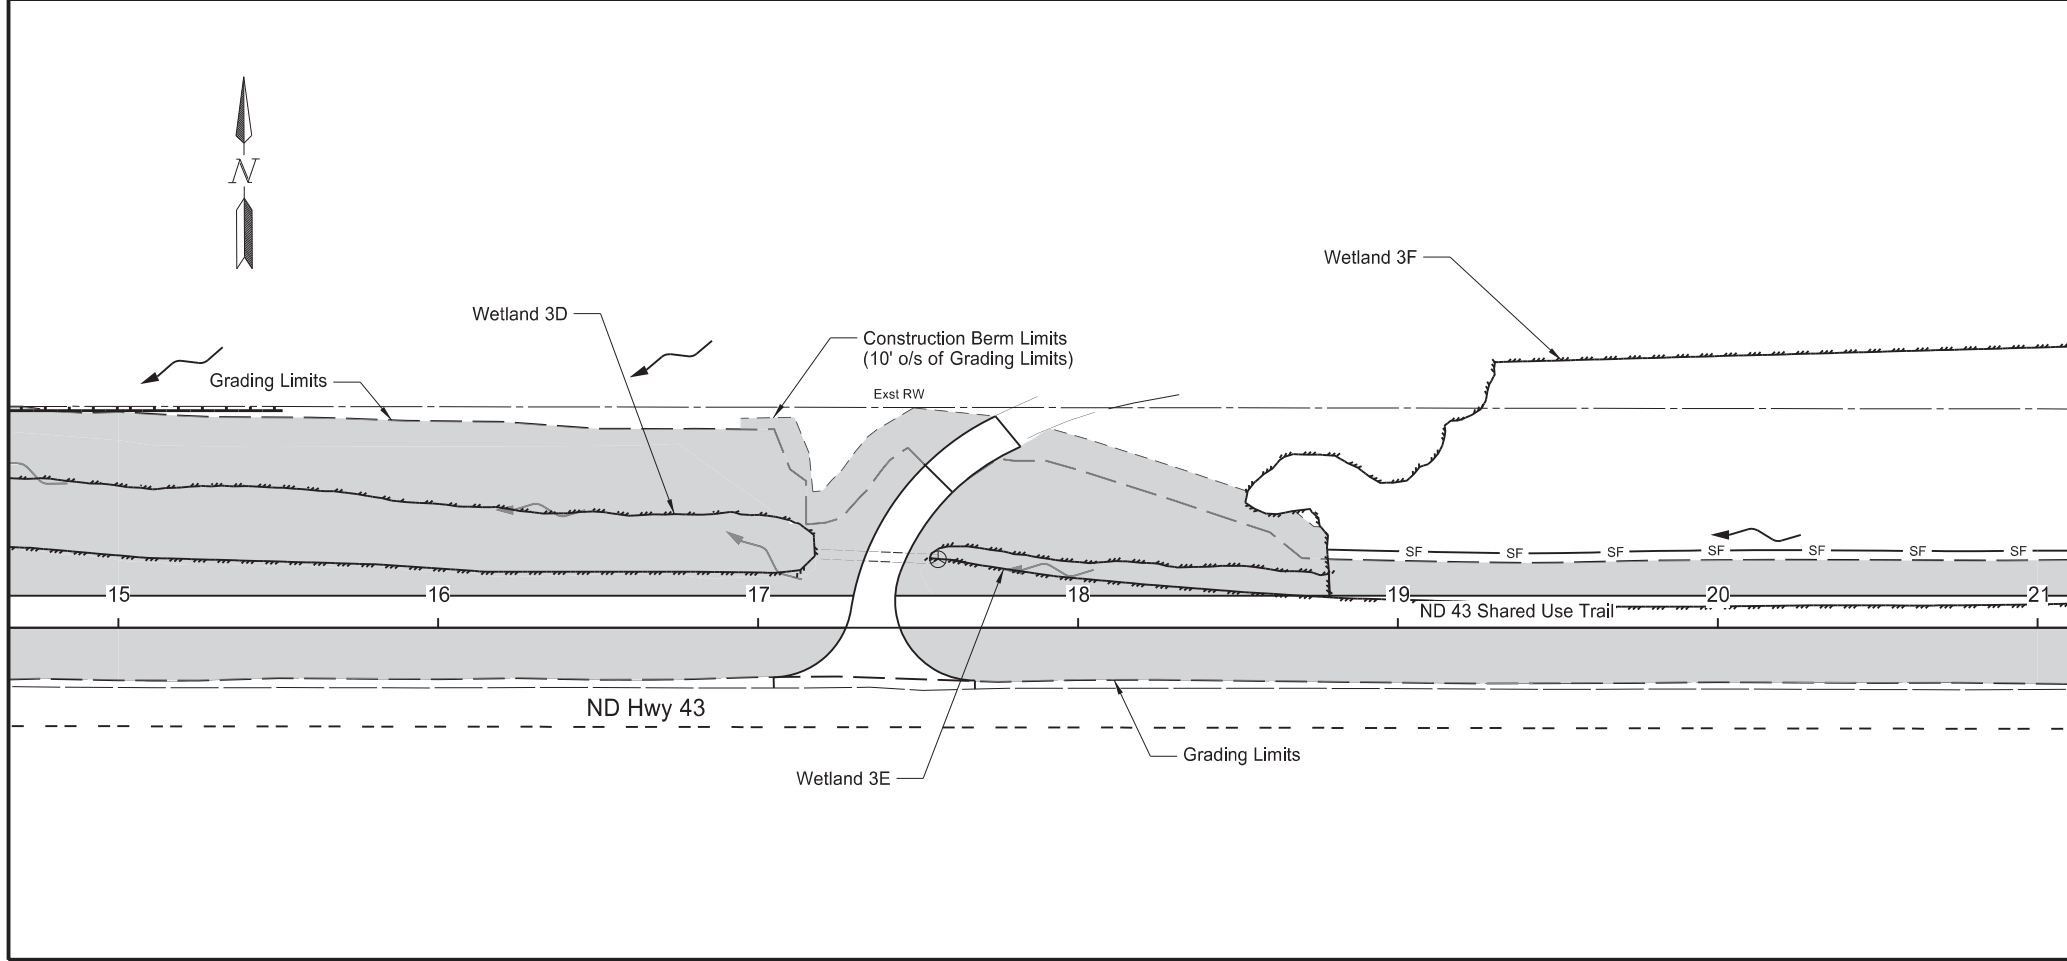 N
Wetland 3F
Wetland 3D
Construction Berm Limits
(10' o/s of Grading Limits)
Grading Limits
Exst RW
SF SF SF SF SF SF SF
15 16 17 18 19 20 21
ND 43 Shared Use Trail
ND Hwy 43
Grading Limits
Wetland 3E